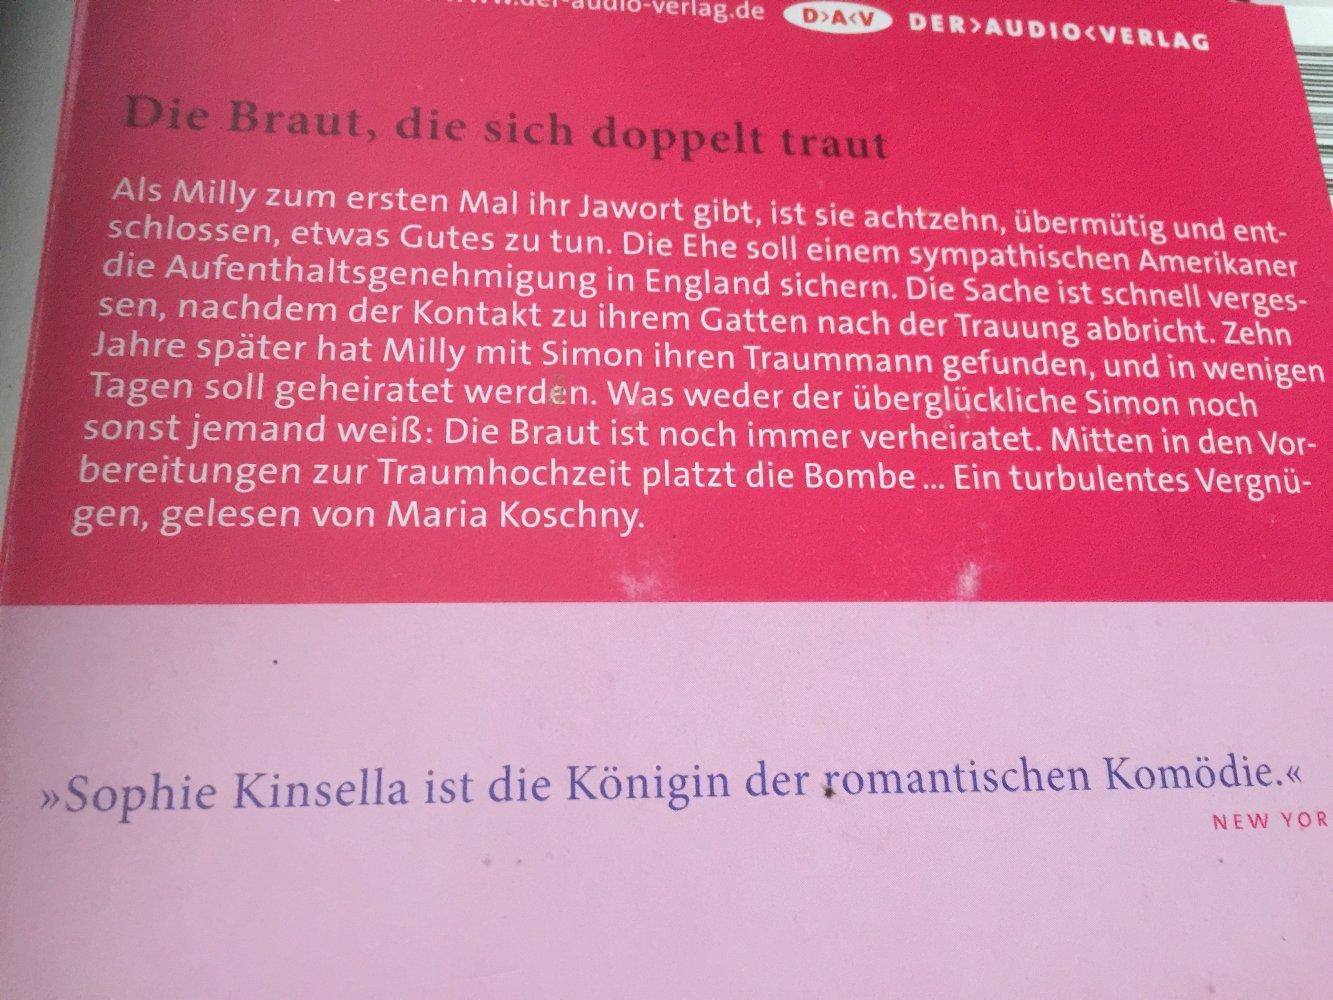 www.der-audio-verlag.de D>A<V DER>AUDIO<VERLAG
Die Braut, die sich doppelt traut
Als Milly zum ersten Mal ihr Jawort gibt, ist sie achtzehn, übermütig und ent-
schlossen, etwas Gutes zu tun. Die Ehe soll einem sympathischen Amerikaner
die Aufenthaltsgenehmigung in England sichern. Die Sache ist schnell verges-
sen, nachdem der Kontakt zu ihrem Gatten nach der Trauung abbricht. Zehn
Jahre später hat Milly mit Simon ihren Traummann gefunden, und in wenigen
Tagen soll geheiratet werden. Was weder der überglückliche Simon noch
sonst jemand weiß: Die Braut ist noch immer verheiratet. Mitten in den Vor-
bereitungen zur Traumhochzeit platzt die Bombe ... Ein turbulentes Vergnü-
gen, gelesen von Maria Koschny.
»Sophie Kinsella ist die Königin der romantischen Komödie.«
NEW YOR